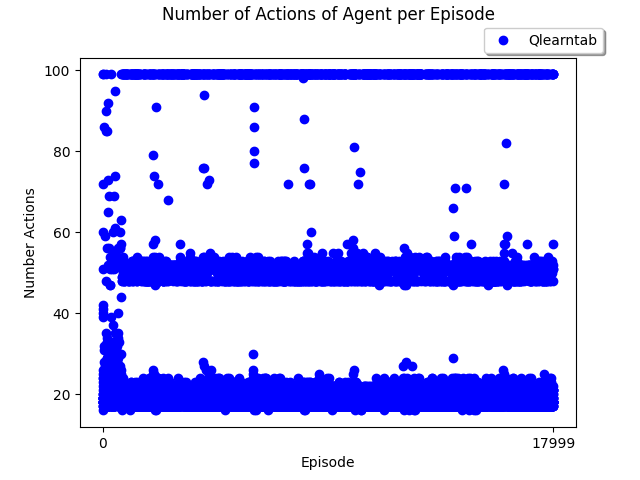 Number of Actions of Agent per Episode
Qlearntab
100
80
60
40
20
Number Actions
0
17999
Episode